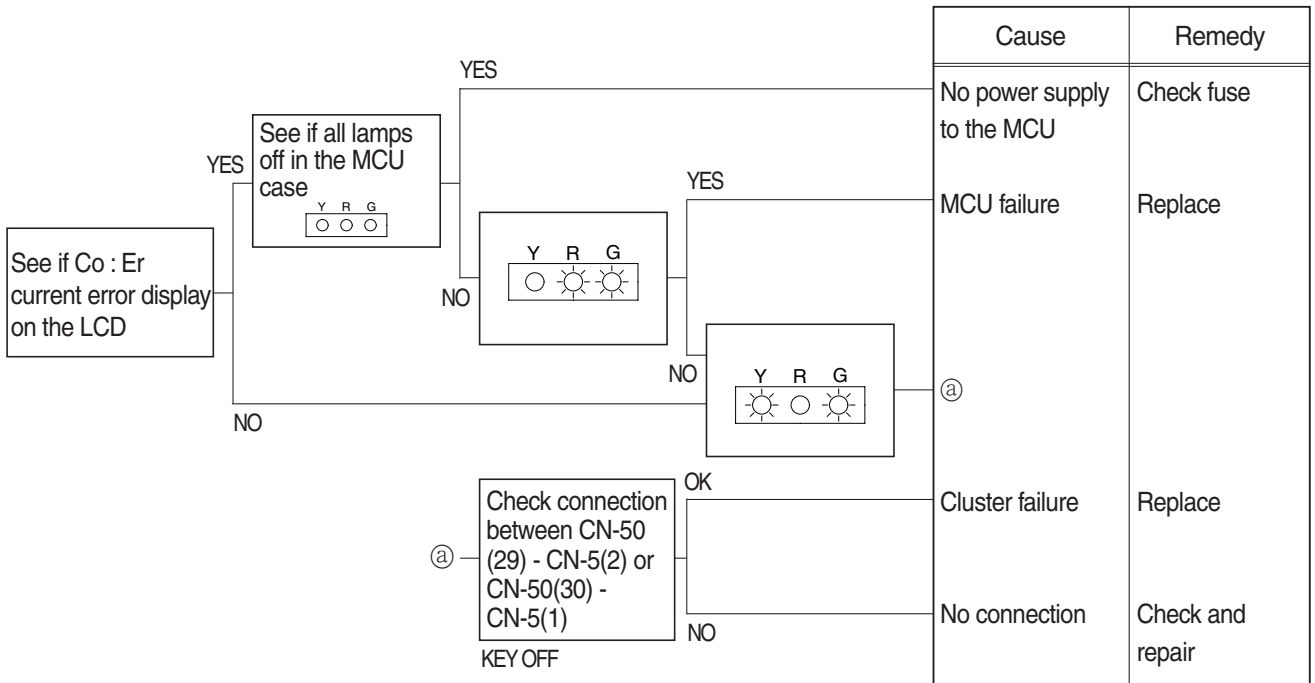 Cause Remedy
YES
No power supply Check fuse
to the MCU
See if all lamps
off in the MCU
case
YES
Y R G
YES
MCU failure Replace
See if Co : Er
current error display
on the LCD
Y R G
NO
NO
Y R G
ⓐ
NO
OK
Check connection
between CN-50
(29) - CN-5(2) or
CN-50(30) -
CN-5(1)
Cluster failure Replace
ⓐ
No connection Check and
repair
NO
KEY OFF